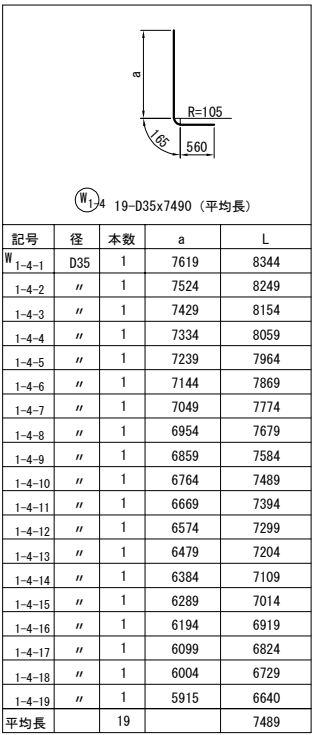 a
R=105
165
560
W1-4 19-D35x7490 (平均長)
記号 径 本数 a L
W1-4-1 D35 1 7619 8344
1-4-2 〃 1 7524 8249
1-4-3 〃 1 7429 8154
1-4-4 〃 1 7334 8059
1-4-5 〃 1 7239 7964
1-4-6 〃 1 7144 7869
1-4-7 〃 1 7049 7774
1-4-8 〃 1 6954 7679
1-4-9 〃 1 6859 7584
1-4-10 〃 1 6764 7489
1-4-11 〃 1 6669 7394
1-4-12 〃 1 6574 7299
1-4-13 〃 1 6479 7204
1-4-14 〃 1 6384 7109
1-4-15 〃 1 6289 7014
1-4-16 〃 1 6194 6919
1-4-17 〃 1 6099 6824
1-4-18 〃 1 6004 6729
1-4-19 〃 1 5915 6640
平均長 19 7489